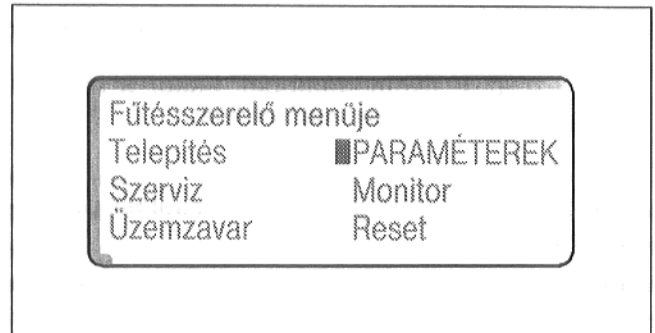 Fűtésszerelő menüje
Telepítés PARAMÉTEREK
Szerviz Monitor
Üzemzavar Reset